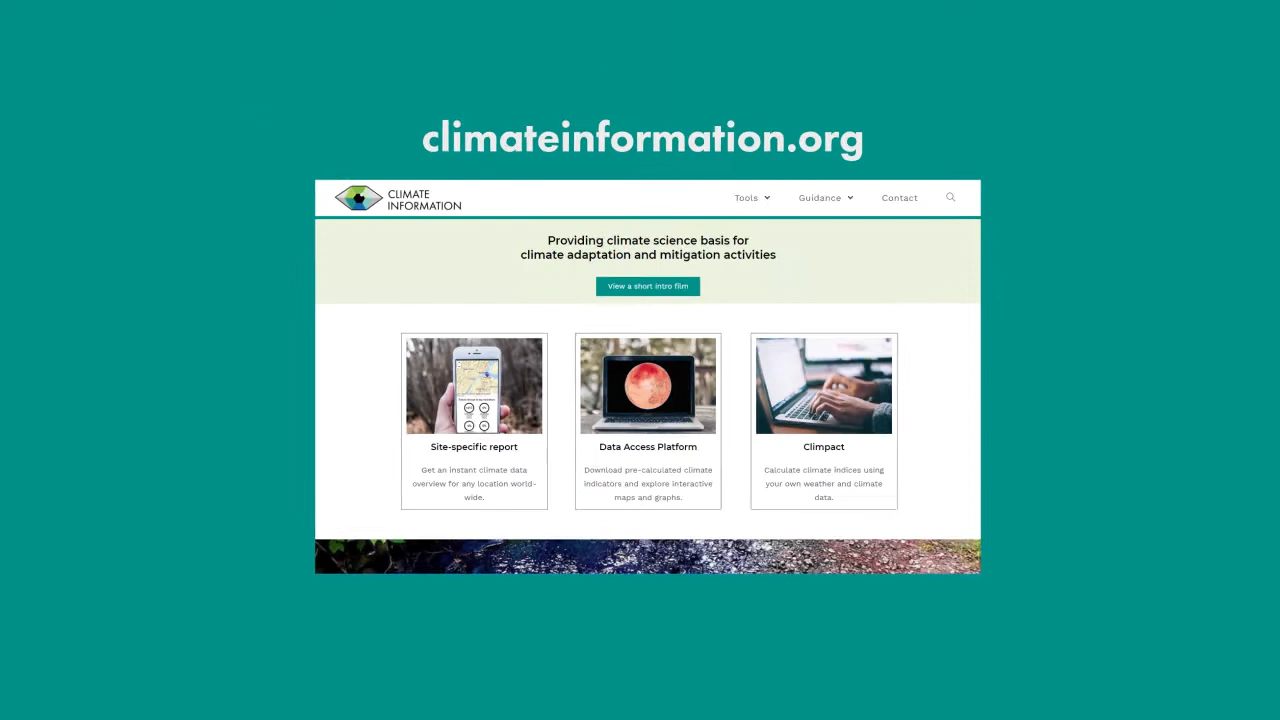 climateinformation.org
CLIMATE
INFORMATION
Tools
Guidance
Contact
Providing climate science basis for
climate adaptation and mitigation activities
View a short intro film
Site-specific report
Get an instant climate data
overview for any location world-
wide.
Data Access Platform
Download pre-calculated climate
indicators and explore interactive
maps and graphs.
Climpact
Calculate climate indices using
your own weather and climate
data.